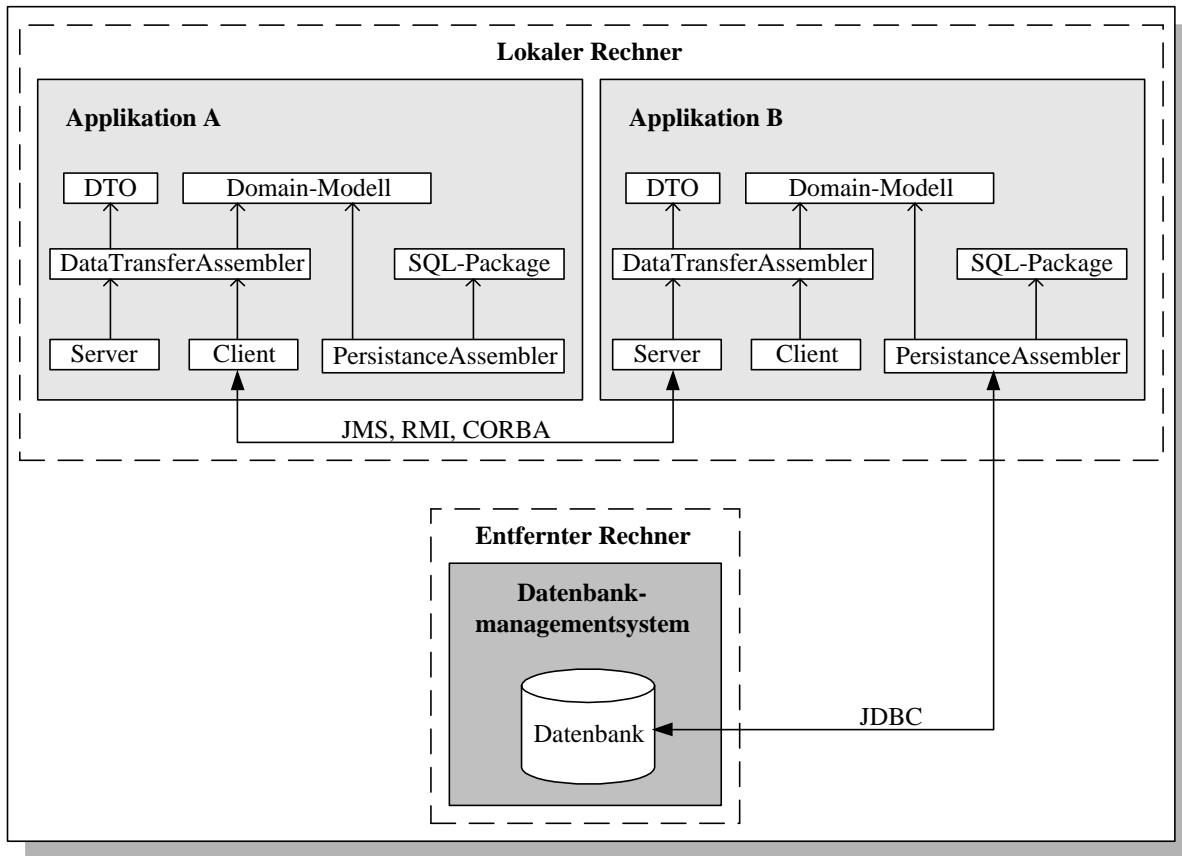 Lokaler Rechner
Applikation A
DTO
Domain-Modell
DataTransferAssembler
SQL-Package
Server
Client
PersistanceAssembler
Applikation B
DTO
Domain-Modell
DataTransferAssembler
SQL-Package
Server
Client
PersistanceAssembler
JMS, RMI, CORBA
Entfernter Rechner
Datenbank-
managementsystem
Datenbank
JDBC